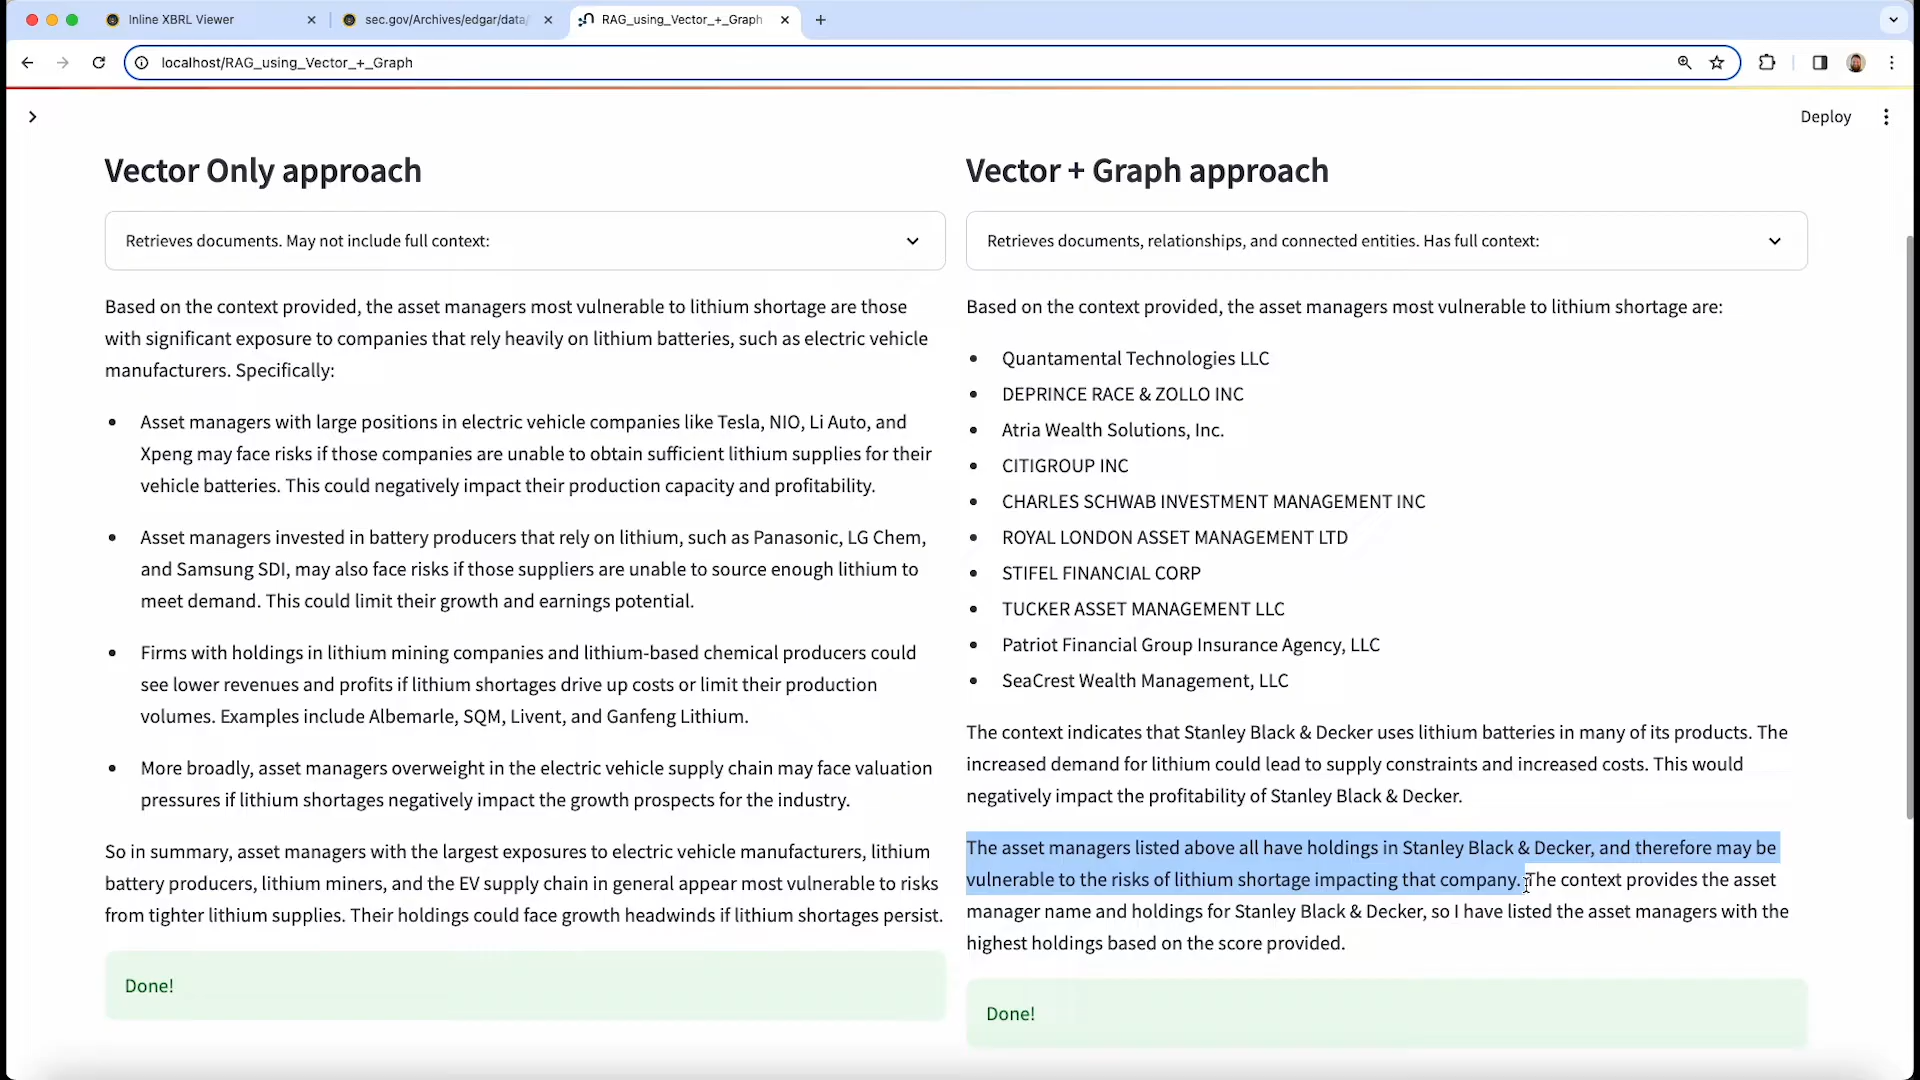 Inline XBRL Viewer
sec.gov/Archives/edgar/data/
RAG_using_Vector_+_Graph
localhost/RAG_using_Vector_+_Graph
Deploy
Vector Only approach
Retrieves documents. May not include full context:
Based on the context provided, the asset managers most vulnerable to lithium shortage are those
with significant exposure to companies that rely heavily on lithium batteries, such as electric vehicle
manufacturers. Specifically:
• Asset managers with large positions in electric vehicle companies like Tesla, NIO, Li Auto, and
Xpeng may face risks if those companies are unable to obtain sufficient lithium supplies for their
vehicle batteries. This could negatively impact their production capacity and profitability.
• Asset managers invested in battery producers that rely on lithium, such as Panasonic, LG Chem,
and Samsung SDI, may also face risks if those suppliers are unable to source enough lithium to
meet demand. This could limit their growth and earnings potential.
• Firms with holdings in lithium mining companies and lithium-based chemical producers could
see lower revenues and profits if lithium shortages drive up costs or limit their production
volumes. Examples include Albemarle, SQM, Livent, and Ganfeng Lithium.
• More broadly, asset managers overweight in the electric vehicle supply chain may face valuation
pressures if lithium shortages negatively impact the growth prospects for the industry.
So in summary, asset managers with the largest exposures to electric vehicle manufacturers, lithium
battery producers, lithium miners, and the EV supply chain in general appear most vulnerable to risks
from tighter lithium supplies. Their holdings could face growth headwinds if lithium shortages persist.
Done!
Vector + Graph approach
Retrieves documents, relationships, and connected entities. Has full context:
Based on the context provided, the asset managers most vulnerable to lithium shortage are:
• Quantamental Technologies LLC
• DEPRINCE RACE & ZOLLO INC
• Atria Wealth Solutions, Inc.
• CITIGROUP INC
• CHARLES SCHWAB INVESTMENT MANAGEMENT INC
• ROYAL LONDON ASSET MANAGEMENT LTD
• STIFEL FINANCIAL CORP
• TUCKER ASSET MANAGEMENT LLC
• Patriot Financial Group Insurance Agency, LLC
• SeaCrest Wealth Management, LLC
The context indicates that Stanley Black & Decker uses lithium batteries in many of its products. The
increased demand for lithium could lead to supply constraints and increased costs. This would
negatively impact the profitability of Stanley Black & Decker.
The asset managers listed above all have holdings in Stanley Black & Decker, and therefore may be
vulnerable to the risks of lithium shortage impacting that company. The context provides the asset
manager name and holdings for Stanley Black & Decker, so I have listed the asset managers with the
highest holdings based on the score provided.
Done!